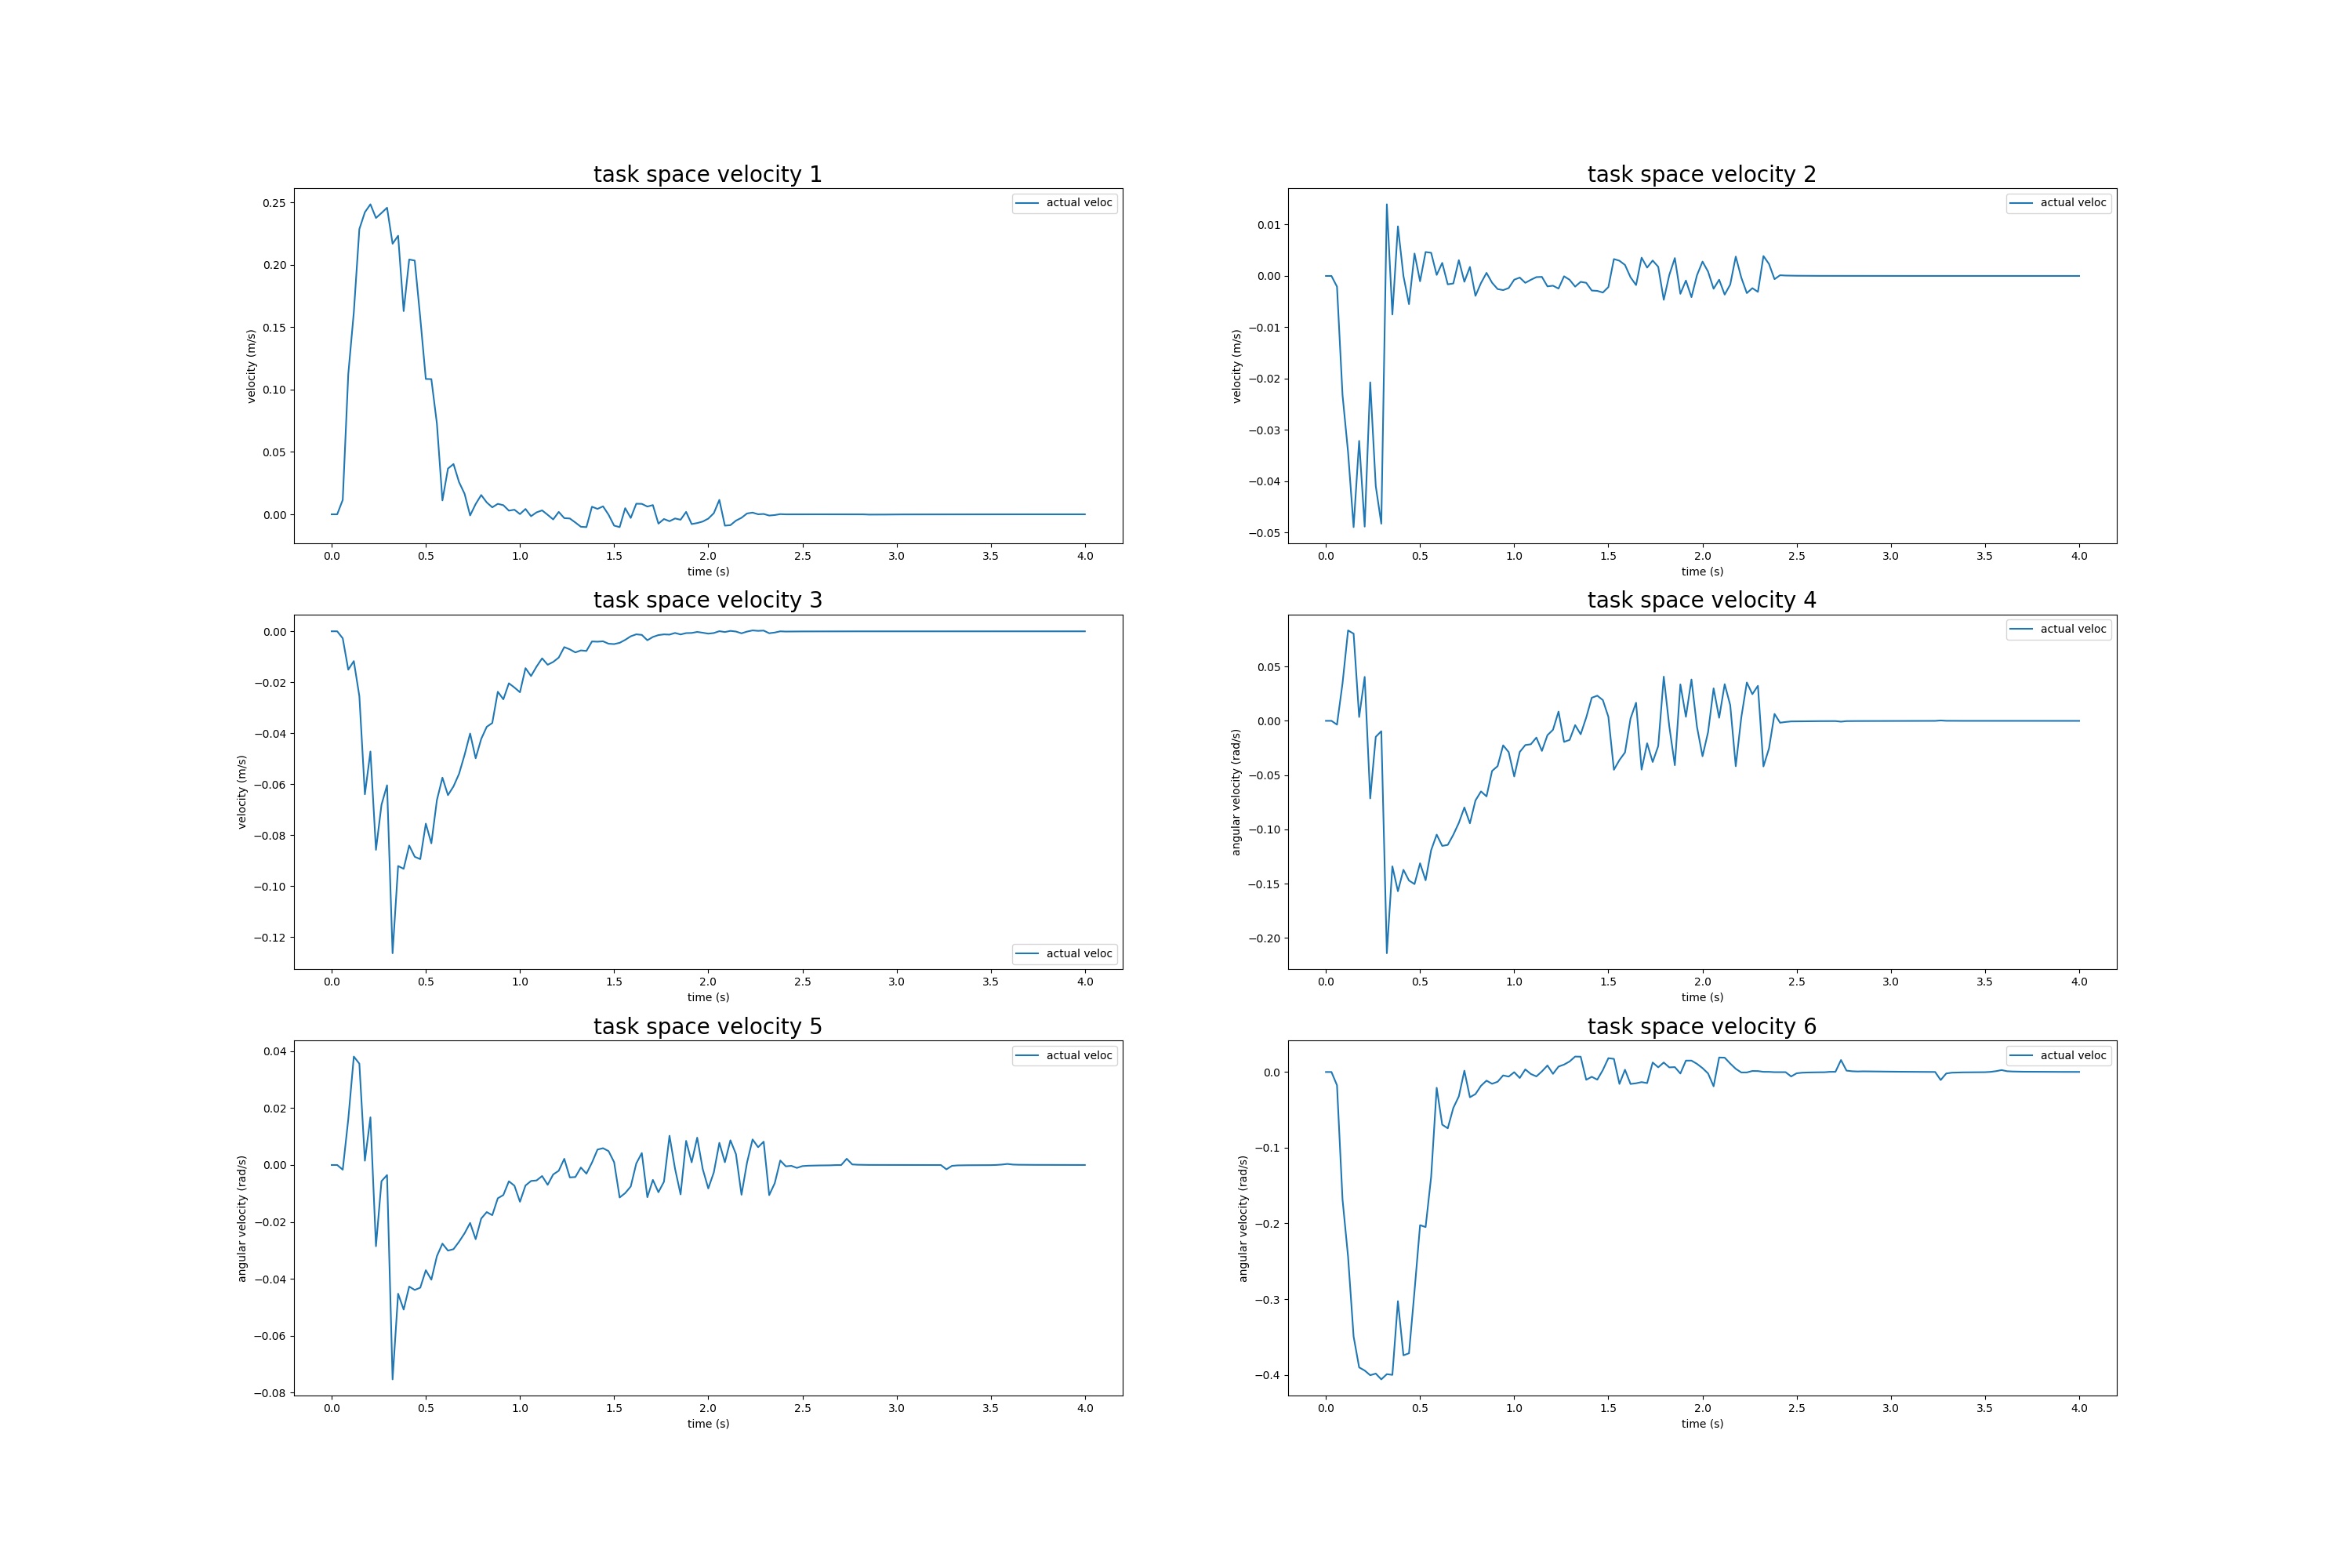 task space velocity 1
actual veloc
0.25
0.20
0.15
0.10
0.05
0.00
velocity (m/s)
0.0 0.5 1.0 1.5 2.0 2.5 3.0 3.5 4.0
time (s)
task space velocity 2
actual veloc
0.01
0.00
−0.01
−0.02
−0.03
−0.04
−0.05
velocity (m/s)
0.0 0.5 1.0 1.5 2.0 2.5 3.0 3.5 4.0
time (s)
task space velocity 3
0.00
−0.02
−0.04
−0.06
−0.08
−0.10
−0.12
velocity (m/s)
actual veloc
0.0 0.5 1.0 1.5 2.0 2.5 3.0 3.5 4.0
time (s)
task space velocity 4
actual veloc
0.05
0.00
−0.05
−0.10
−0.15
−0.20
angular velocity (rad/s)
0.0 0.5 1.0 1.5 2.0 2.5 3.0 3.5 4.0
time (s)
task space velocity 5
actual veloc
0.04
0.02
0.00
−0.02
−0.04
−0.06
−0.08
angular velocity (rad/s)
0.0 0.5 1.0 1.5 2.0 2.5 3.0 3.5 4.0
time (s)
task space velocity 6
actual veloc
0.0
−0.1
−0.2
−0.3
−0.4
angular velocity (rad/s)
0.0 0.5 1.0 1.5 2.0 2.5 3.0 3.5 4.0
time (s)